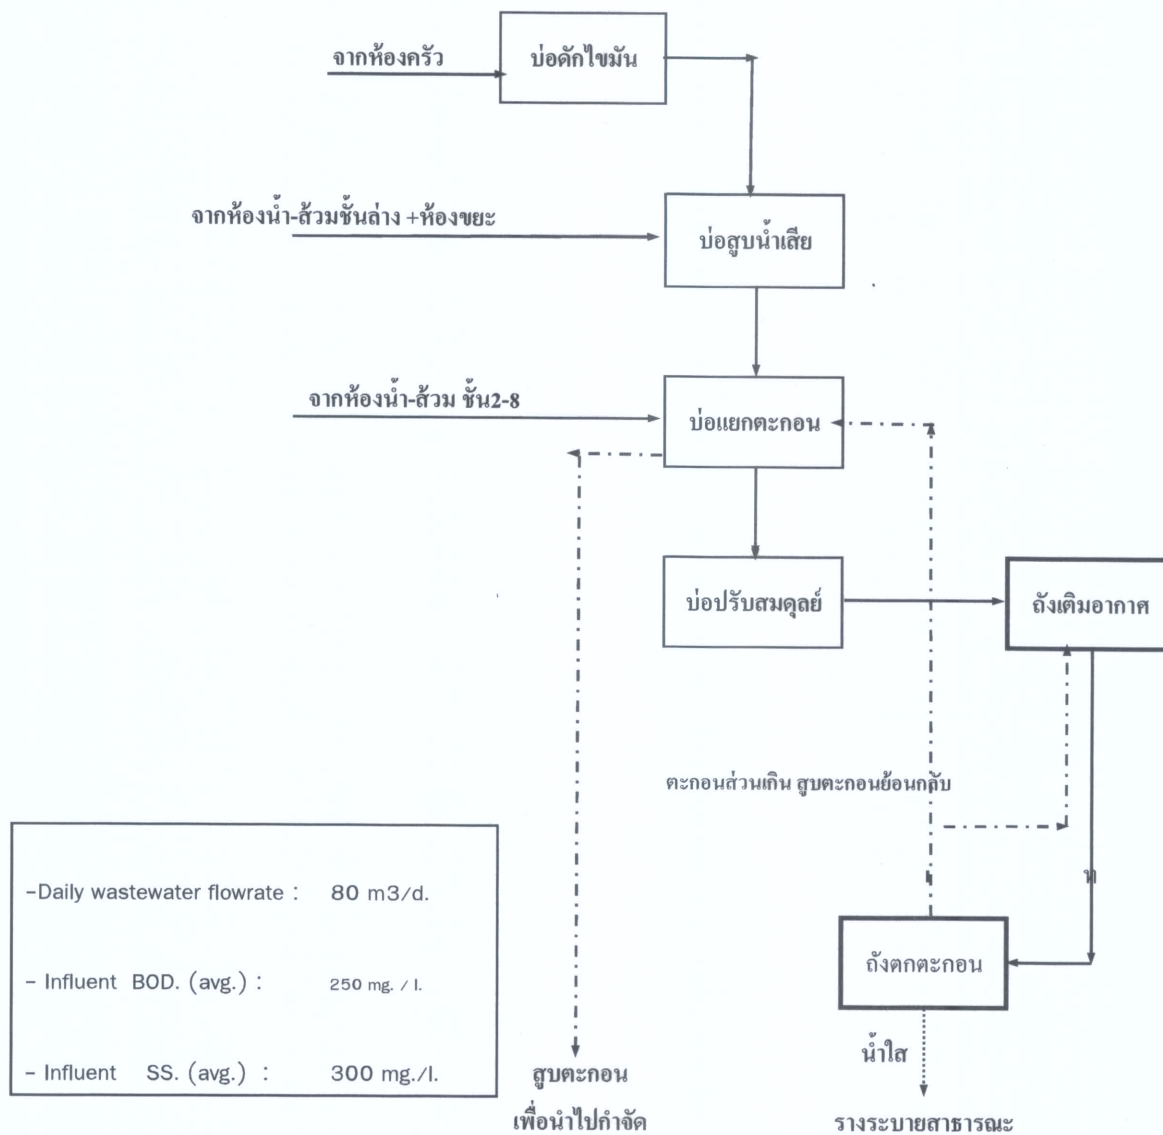 จากห้องครัว
บ่อดักไขมัน
จากห้องน้ำ-ส้วมชั้นล่าง +ห้องขยะ
บ่อสูบน้ำเสีย
จากห้องน้ำ-ส้วม ชั้น2-8
บ่อแยกตะกอน
บ่อปรับสมดุลย์
ถังเติมอากาศ
ตะกอนส่วนเกิน สูบตะกอนย้อนกลับ
ถังตกตะกอน
น้ำใส
รางระบายสาธารณะ
สูบตะกอน
เพื่อนำไปกำจัด
-Daily wastewater flowrate : 80 m3/d.
- Influent BOD. (avg.) : 250 mg. / l.
- Influent SS. (avg.) : 300 mg./l.